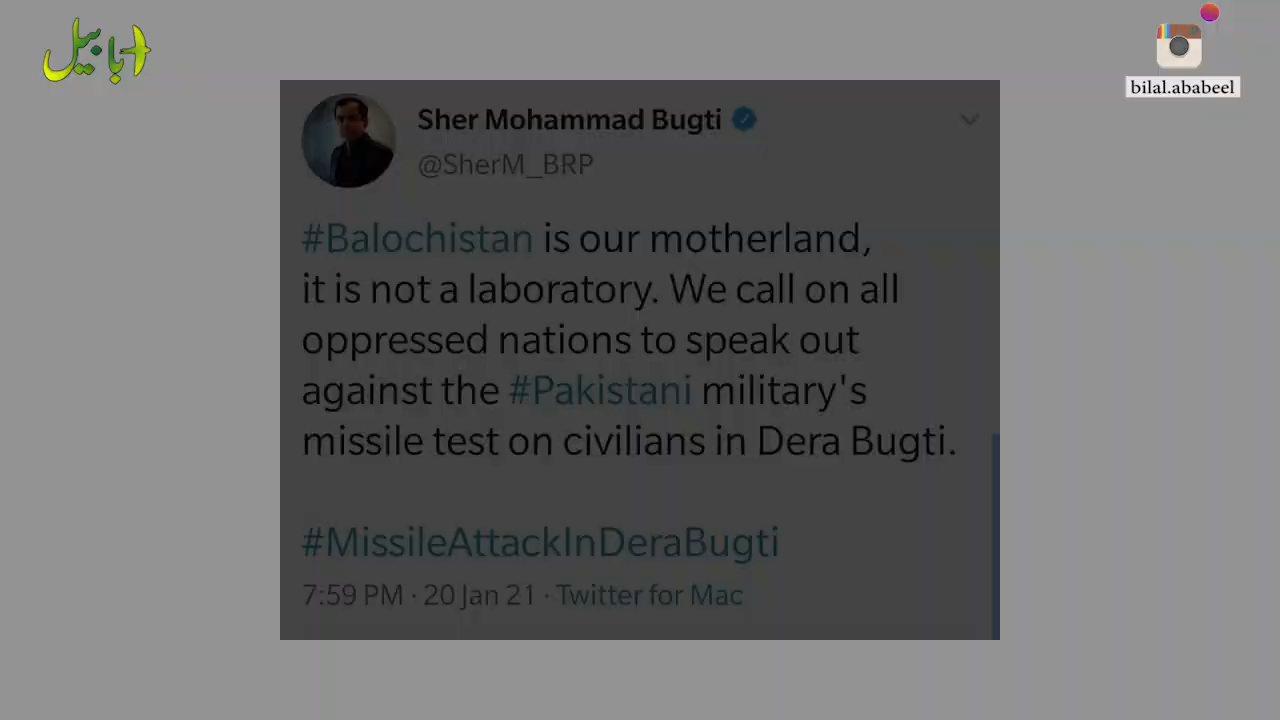 ابابیل
bilal.ababeel
Sher Mohammad Bugti
@SherM_BRP
#Balochistan is our motherland,
it is not a laboratory. We call on all
oppressed nations to speak out
against the #Pakistani military's
missile test on civilians in Dera Bugti.
#MissileAttackInDeraBugti
7:59 PM · 20 Jan 21 · Twitter for Mac